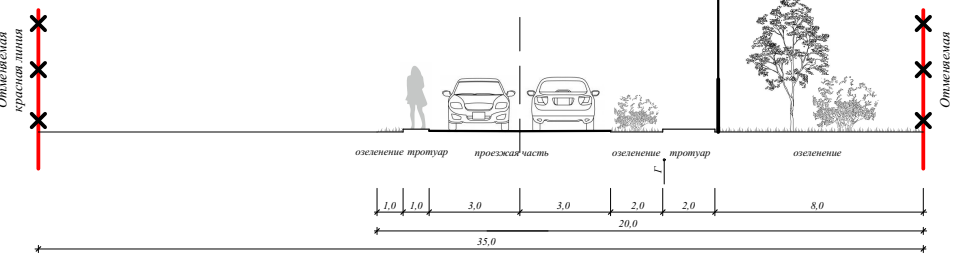 Отменяемая
красная линия
Отменяемая
озеленение тротуар проезжая часть озеленение тротуар озеленение
Г
1,0 1,0 3,0 3,0 2,0 2,0 8,0
20,0
35,0